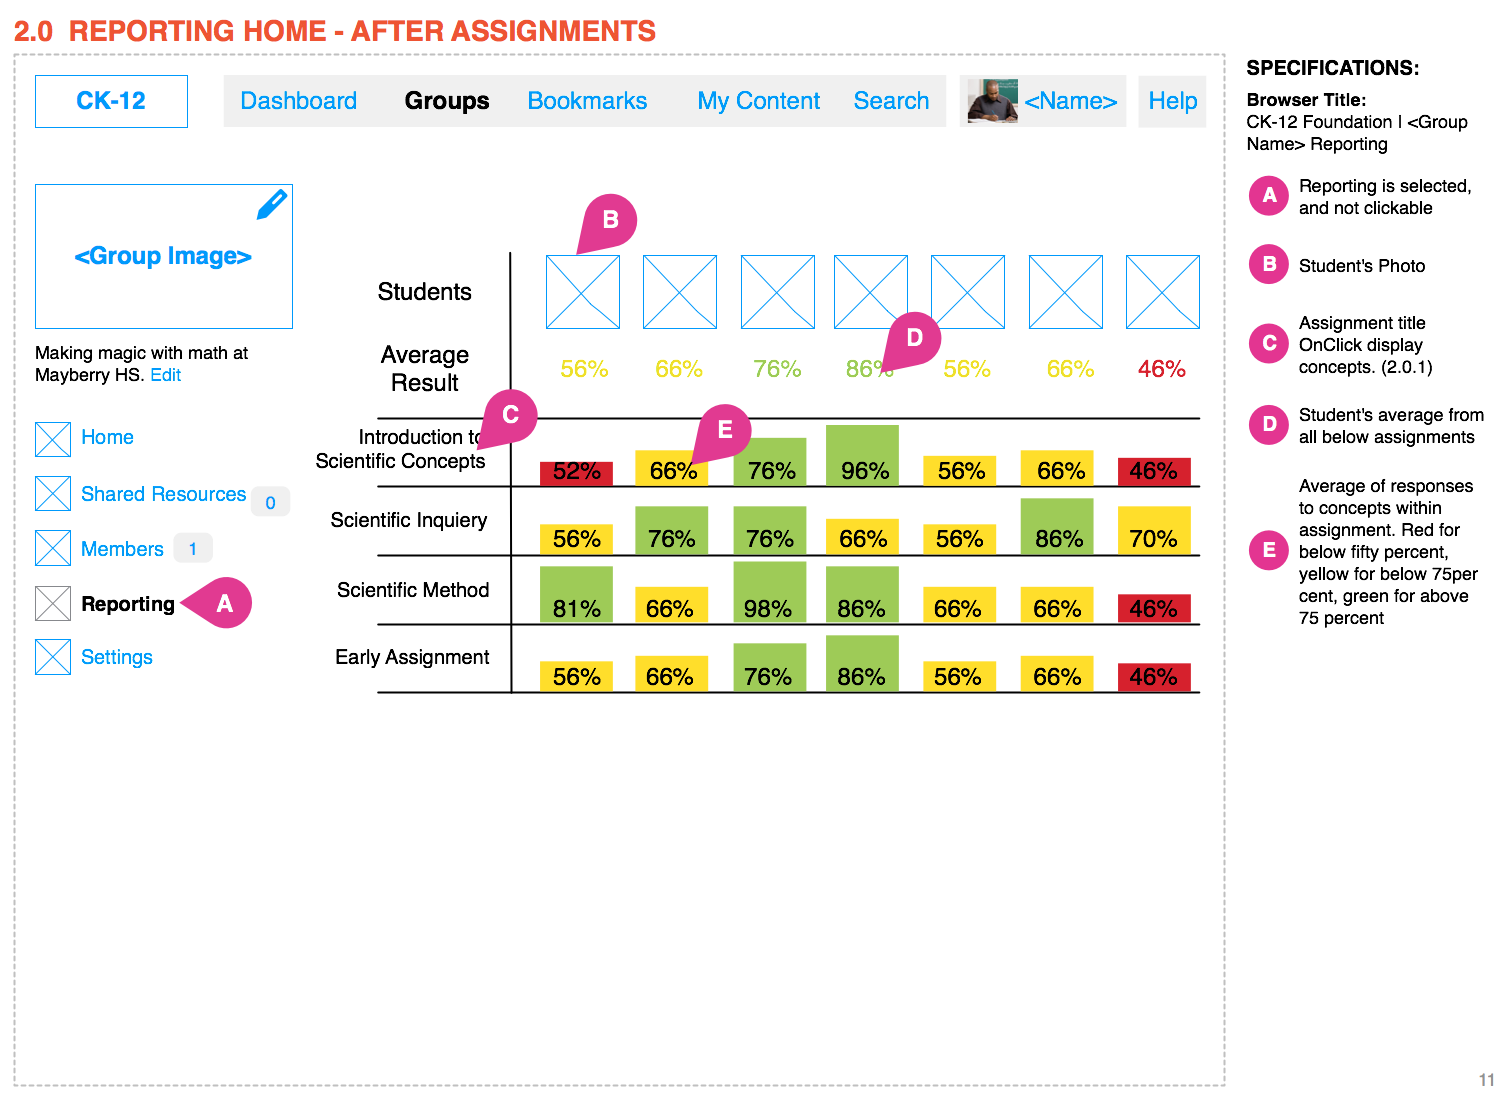 2.0 REPORTING HOME - AFTER ASSIGNMENTS
CK-12
Dashboard
Groups
Bookmarks
My Content
Search
<Name>
Help
<Group Image>
Making magic with math at
Mayberry HS. Edit
Home
Shared Resources 0
Members 1
Reporting
A
Settings
B
Students
D
Average
Result
56% 66% 76% 86% 56% 66% 46%
C
E
Introduction to
Scientific Concepts
52% 66% 76% 96% 56% 66% 46%
Scientific Inquiery
56% 76% 76% 66% 56% 86% 70%
Scientific Method
81% 66% 98% 86% 66% 66% 46%
Early Assignment
56% 66% 76% 86% 56% 66% 46%
SPECIFICATIONS:
Browser Title:
CK-12 Foundation | <Group
Name> Reporting
A
Reporting is selected,
and not clickable
B
Student's Photo
C
Assignment title
OnClick display
concepts. (2.0.1)
D
Student's average from
all below assignments
E
Average of responses
to concepts within
assignment. Red for
below fifty percent,
yellow for below 75per
cent, green for above
75 percent
11